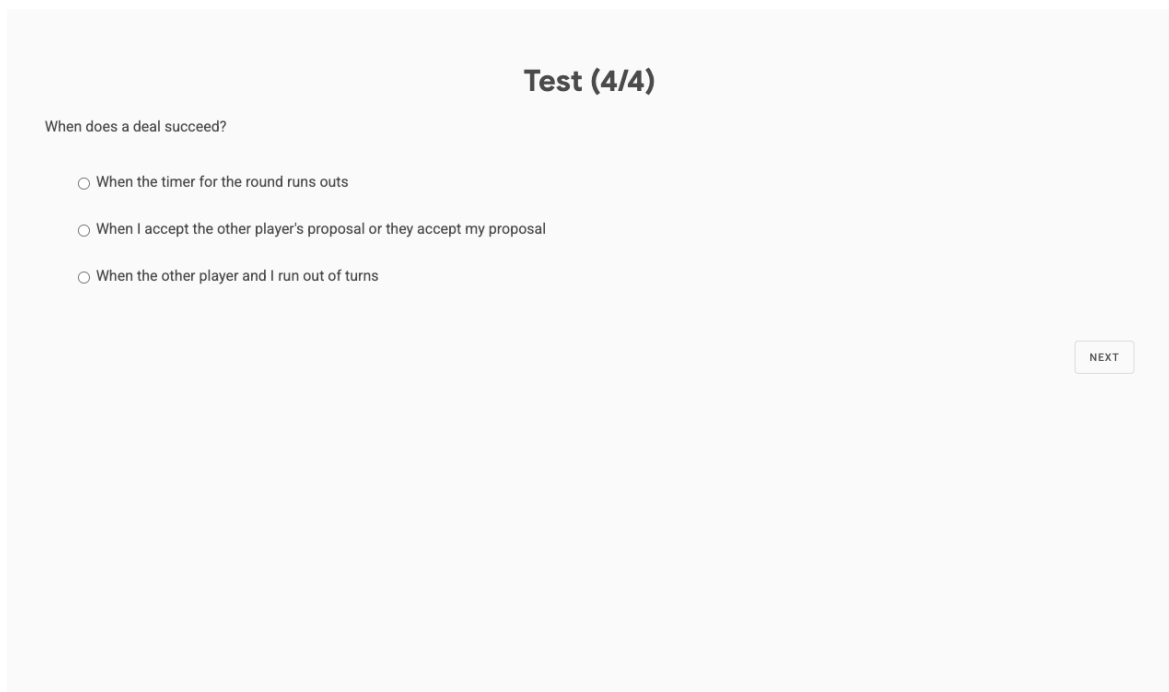 Test (4/4)
When does a deal succeed?
When the timer for the round runs outs
When I accept the other player's proposal or they accept my proposal
When the other player and I run out of turns
NEXT